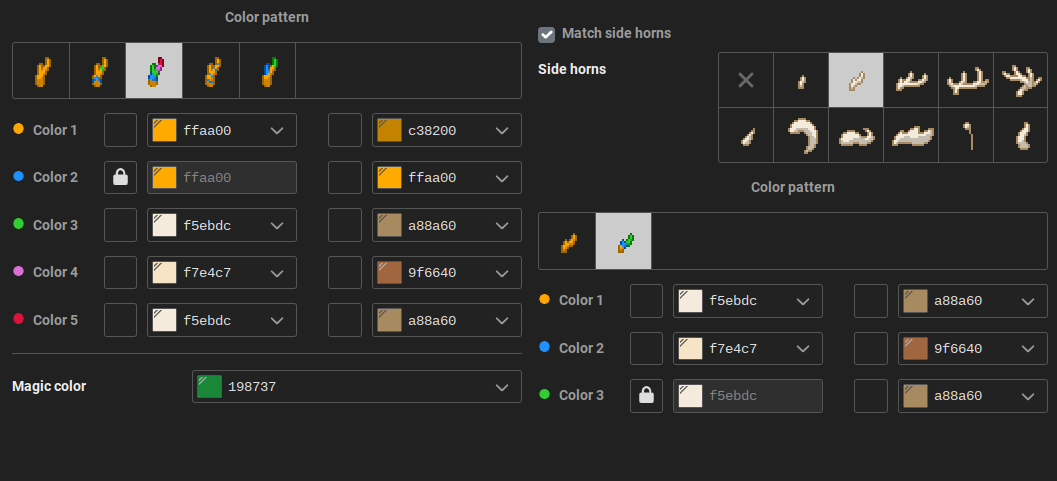 Color pattern
Color 1 ffaa00 c38200
Color 2 ffaa00 ffaa00
Color 3 f5ebdc a88a60
Color 4 f7e4c7 9f6640
Color 5 f5ebdc a88a60
Magic color 198737
Match side horns
Side horns
Color pattern
Color 1 f5ebdc a88a60
Color 2 f7e4c7 9f6640
Color 3 f5ebdc a88a60